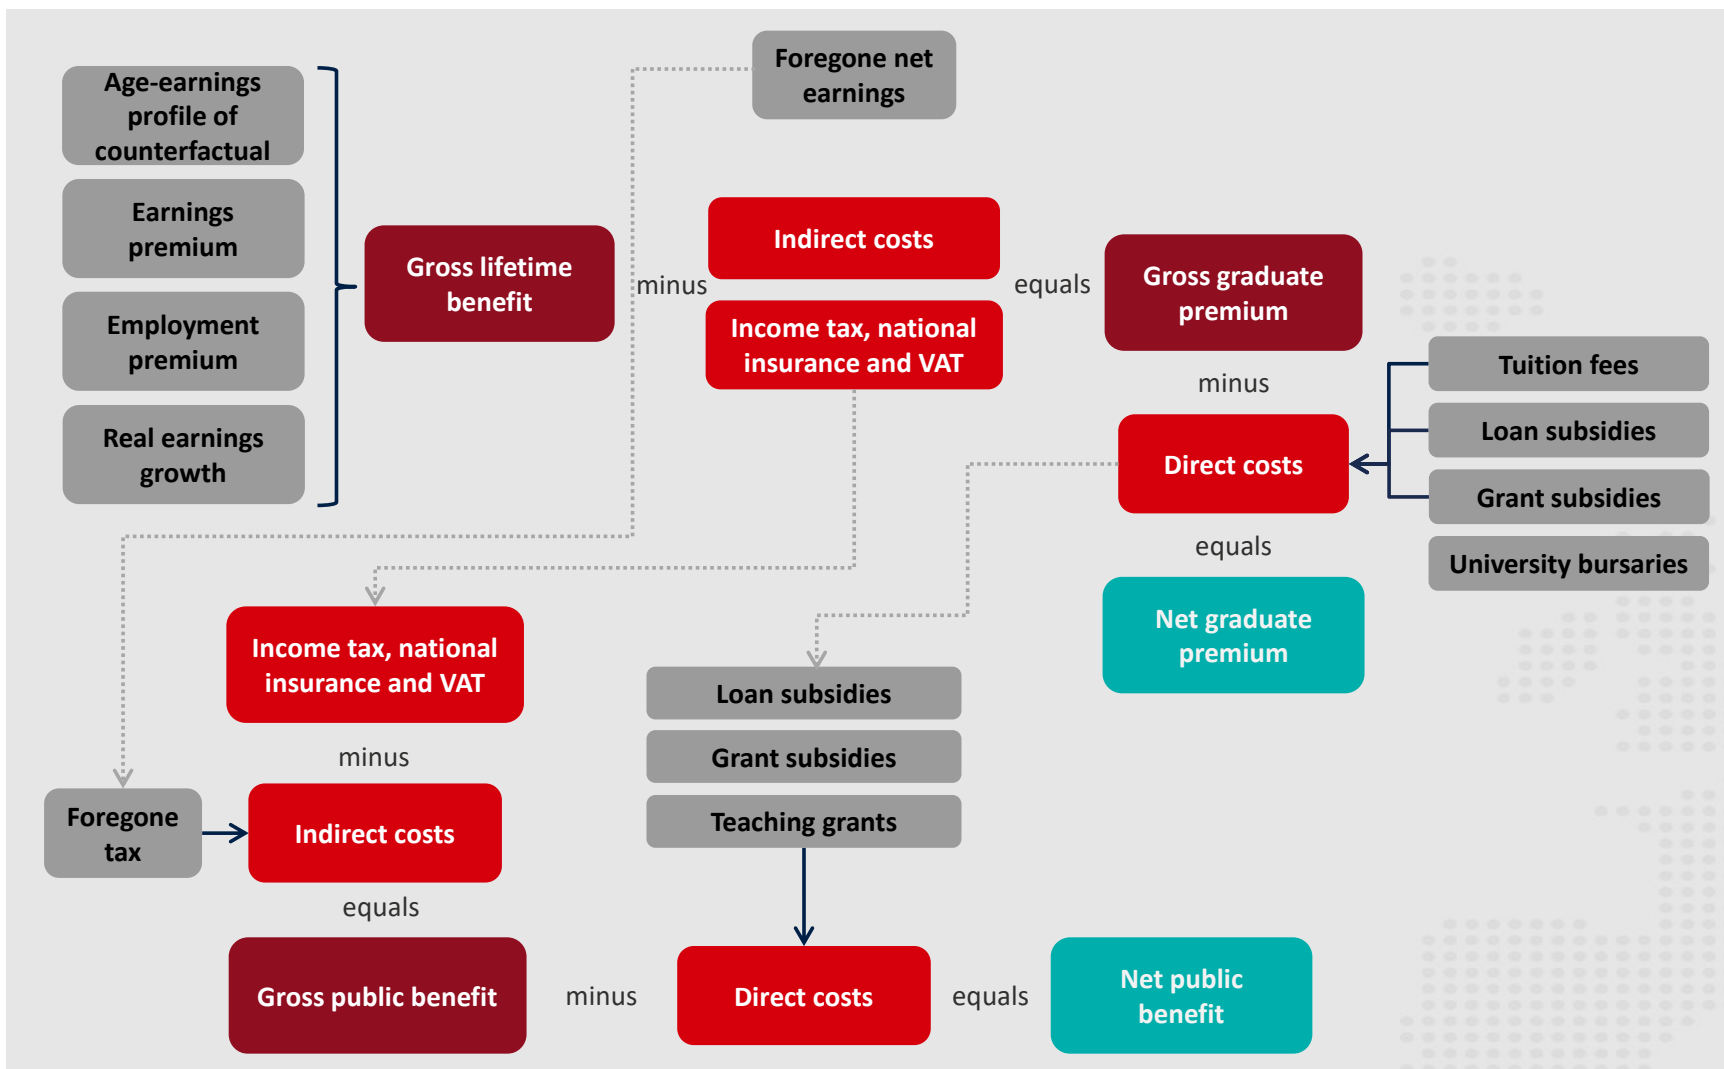 Foregone net
earnings
Age-earnings
profile of
counterfactual
Earnings
premium
Employment
premium
Real earnings
growth
Gross lifetime
benefit
minus
Indirect costs
Income tax, national
insurance and VAT
equals
Gross graduate
premium
minus
Direct costs
Tuition fees
Loan subsidies
Grant subsidies
University bursaries
equals
Net graduate
premium
Income tax, national
insurance and VAT
minus
Foregone
tax
Indirect costs
equals
Gross public benefit
minus
Loan subsidies
Grant subsidies
Teaching grants
Direct costs
equals
Net public
benefit